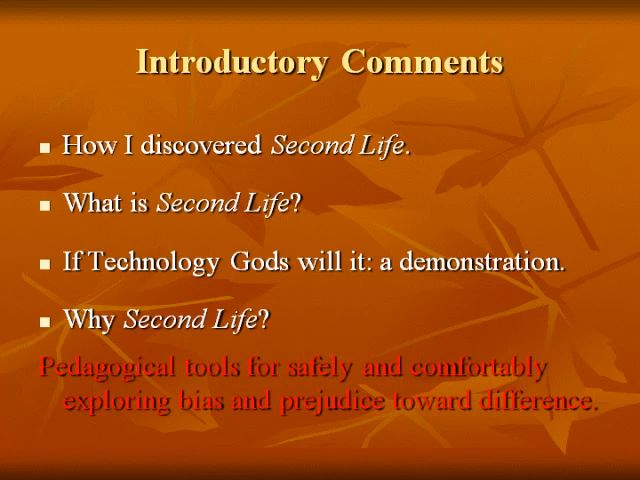 Introductory Comments
How I discovered Second Life.
What is Second Life?
If Technology Gods will it: a demonstration.
Why Second Life?
Pedagogical tools for safely and comfortably
exploring bias and prejudice toward difference.